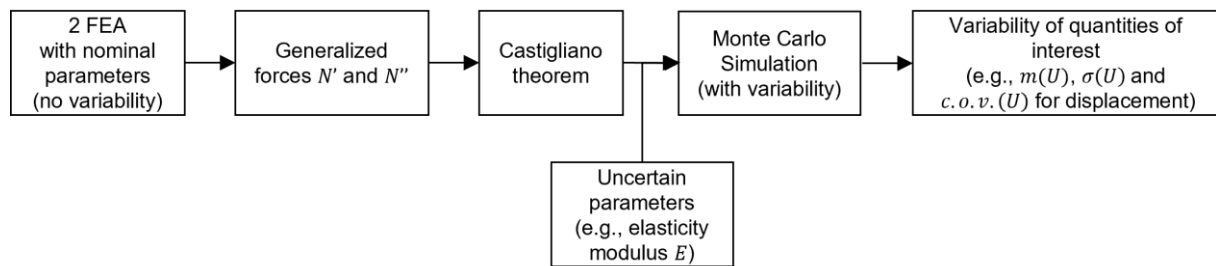 2 FEA
with nominal
parameters
(no variability)
Generalized
forces N′ and N′′
Castigliano
theorem
Monte Carlo
Simulation
(with variability)
Variability of quantities of
interest
(e.g., m(U), σ(U) and
c.o.v.(U) for displacement)
Uncertain
parameters
(e.g., elasticity
modulus E)